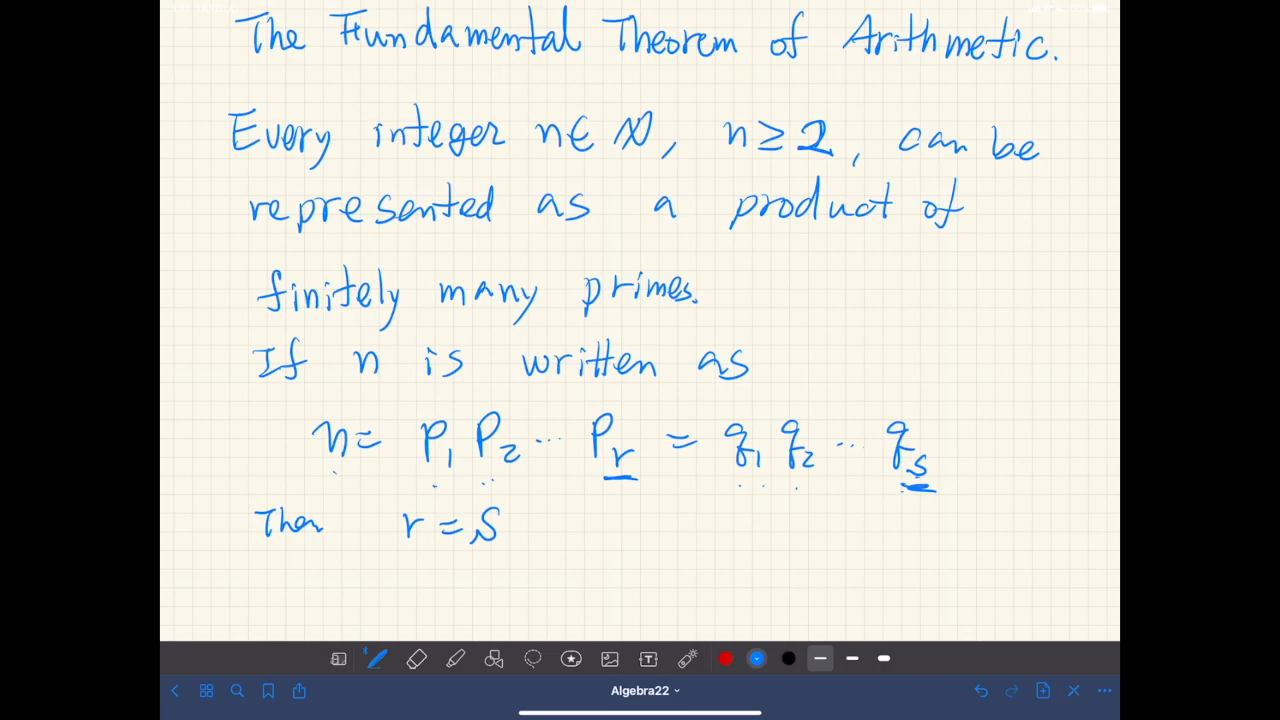 The Fundamental Theorem of Arithmetic.
Every integer n ∈ ℕ, n ≥ 2, can be
represented as a product of
finitely many primes.
If n is written as
n = p₁ p₂ ... pᵣ = q₁ q₂ ... qₛ
Then r = s
Algebra22